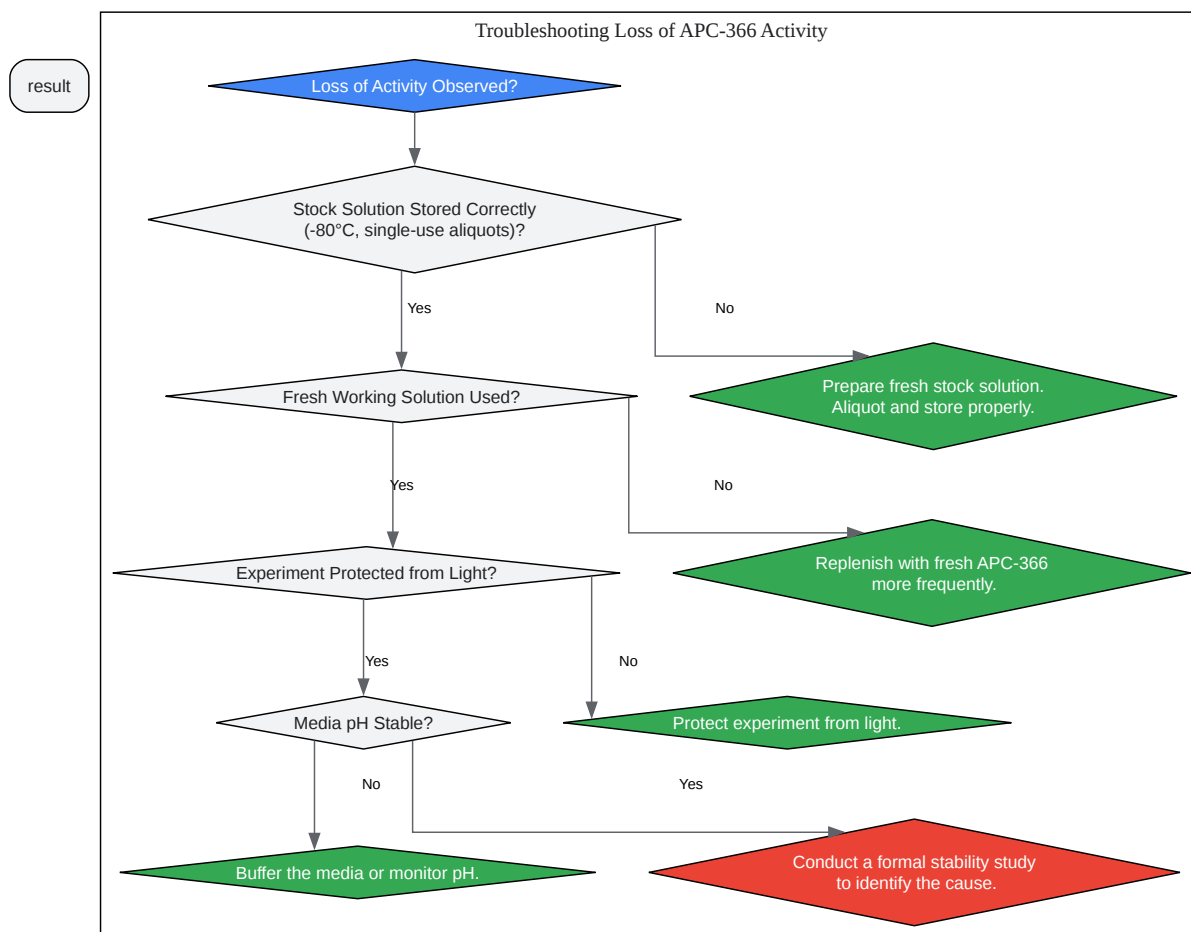 Troubleshooting Loss of APC-366 Activity
result
Loss of Activity Observed?
Stock Solution Stored Correctly
(-80°C, single-use aliquots)?
Yes
No
Fresh Working Solution Used?
Prepare fresh stock solution.
Aliquot and store properly.
Yes
No
Experiment Protected from Light?
Replenish with fresh APC-366
more frequently.
Yes
No
Media pH Stable?
Protect experiment from light.
No
Yes
Buffer the media or monitor pH.
Conduct a formal stability study
to identify the cause.